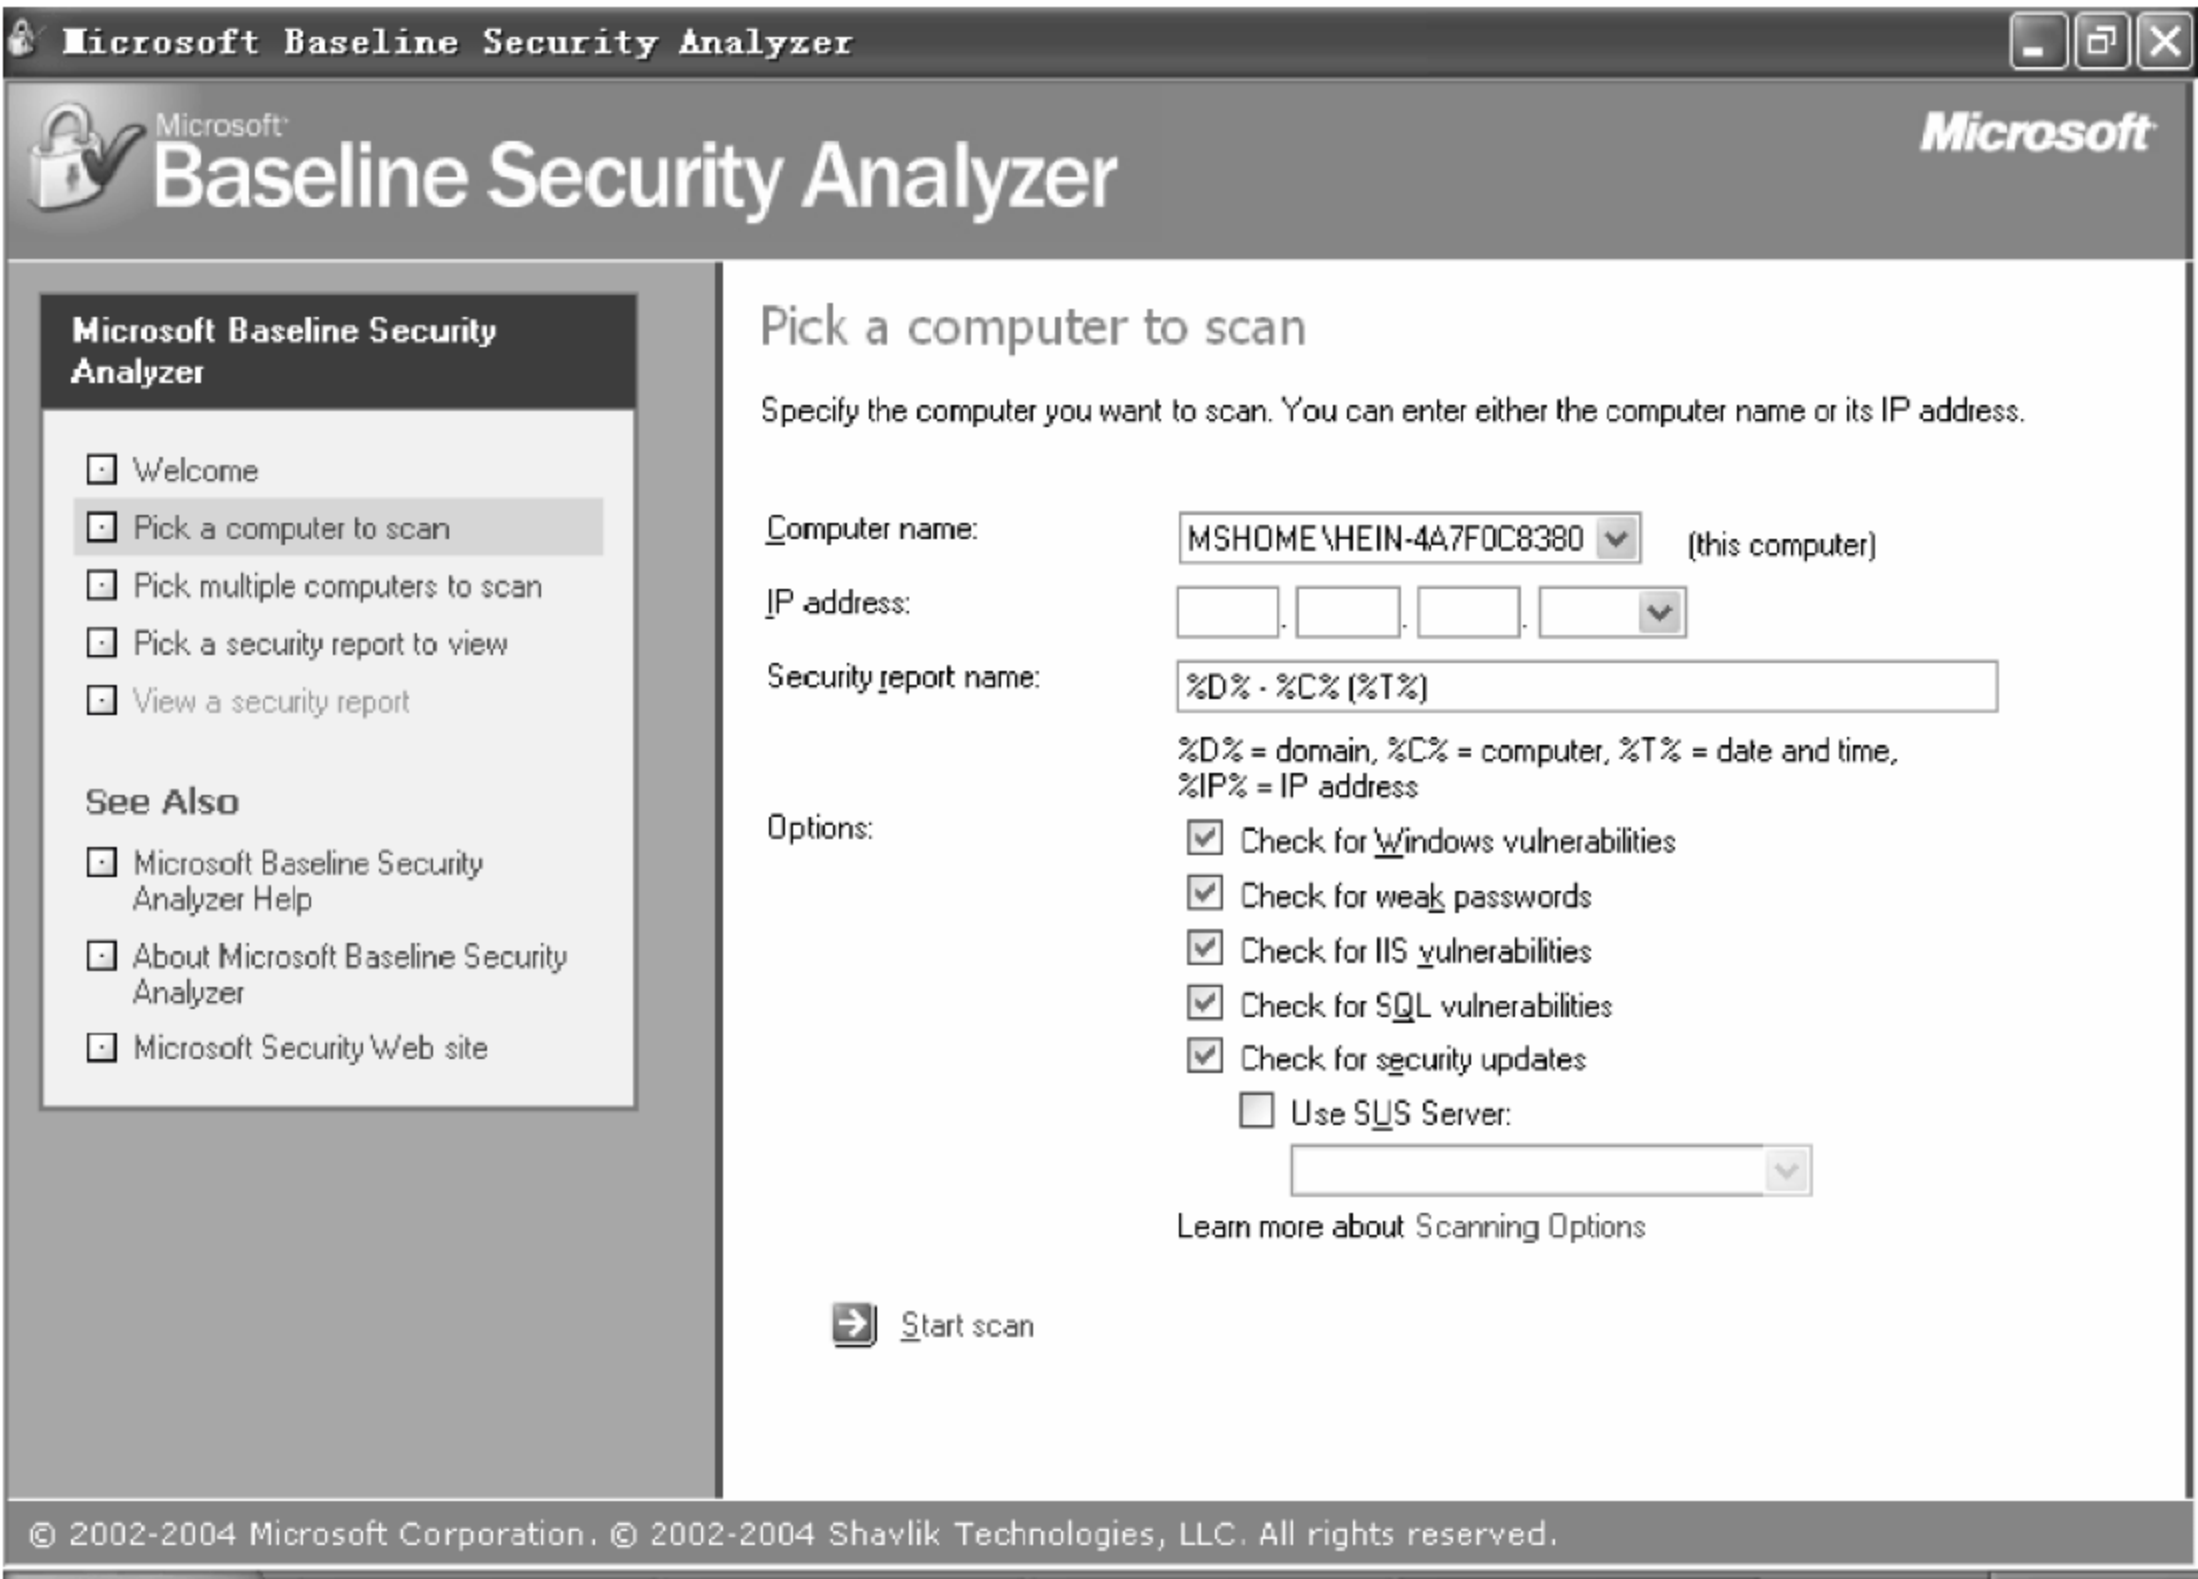 Microsoft Baseline Security Analyzer
Microsoft
Baseline Security Analyzer
Microsoft
Microsoft Baseline Security
Analyzer
Welcome
Pick a computer to scan
Pick multiple computers to scan
Pick a security report to view
View a security report
See Also
Microsoft Baseline Security
Analyzer Help
About Microsoft Baseline Security
Analyzer
Microsoft Security Web site
Pick a computer to scan
Specify the computer you want to scan. You can enter either the computer name or its IP address.
Computer name: MSHOME\HEIN-4A7F0C8380 (this computer)
IP address: . . .
Security report name: %D% - %C% (%T%)
%D% = domain, %C% = computer, %T% = date and time,
%IP% = IP address
Options:
Check for Windows vulnerabilities
Check for weak passwords
Check for IIS vulnerabilities
Check for SQL vulnerabilities
Check for security updates
Use SUS Server:
Learn more about Scanning Options
Start scan
© 2002-2004 Microsoft Corporation. © 2002-2004 Shavlik Technologies, LLC. All rights reserved.